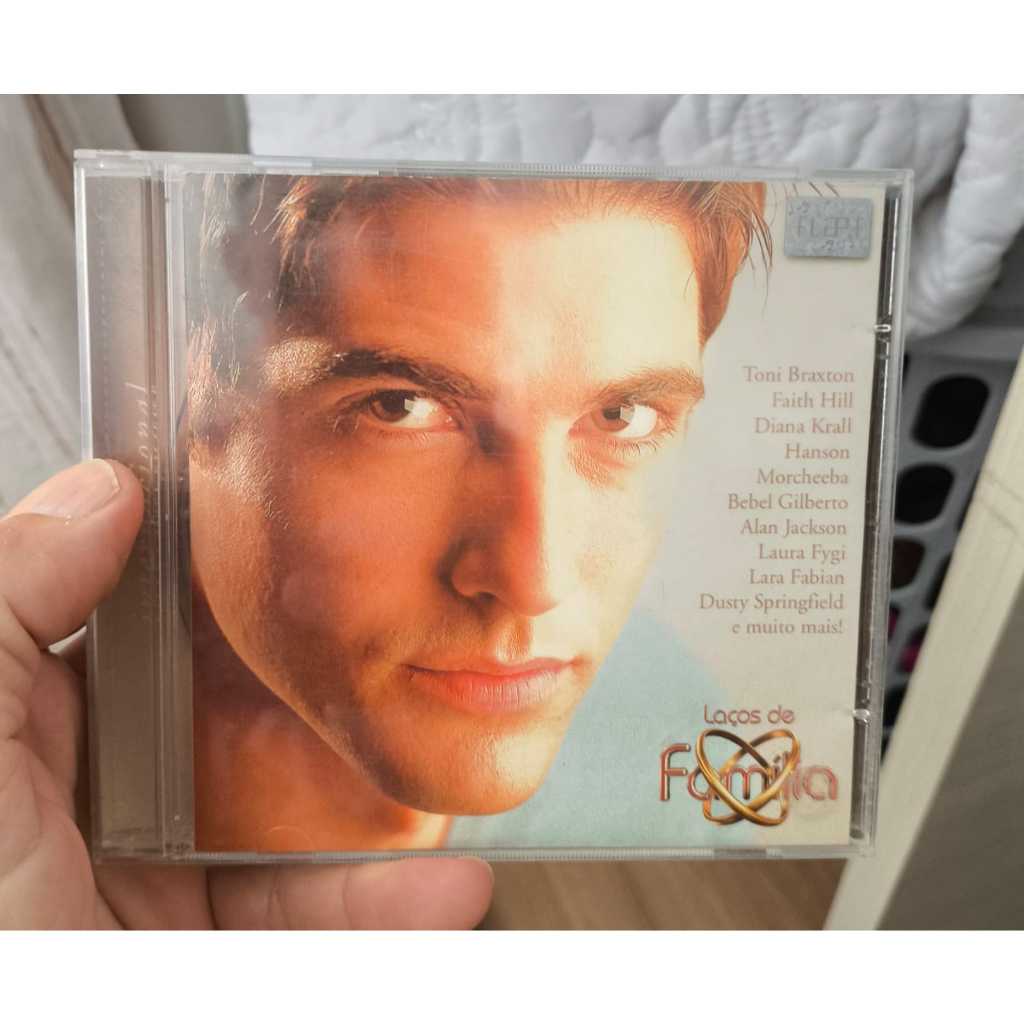 Toni Braxton
Faith Hill
Diana Krall
Hanson
Morcheeba
Bebel Gilberto
Alan Jackson
Laura Fygi
Lara Fabian
Dusty Springfield
e muito mais!
Laços de
Família